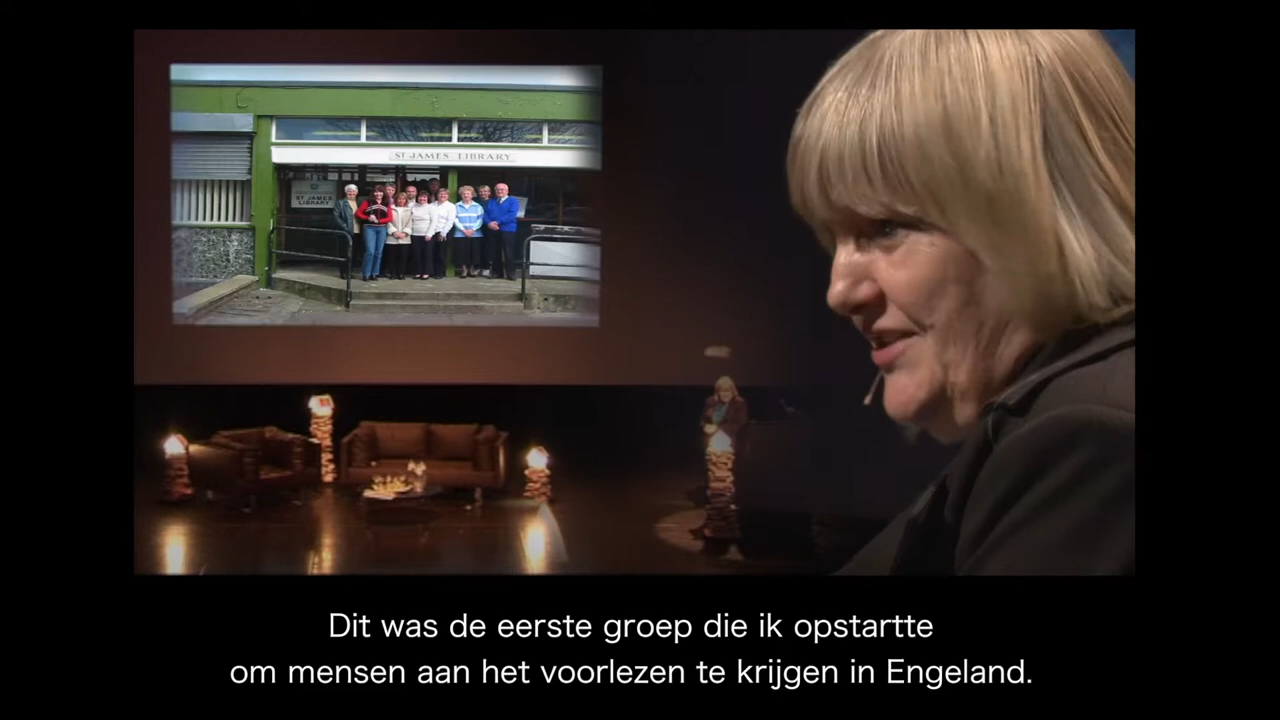 ST JAMES LIBRARY
ST JAMES
LIBRARY
Dit was de eerste groep die ik opstartte
om mensen aan het voorlezen te krijgen in Engeland.